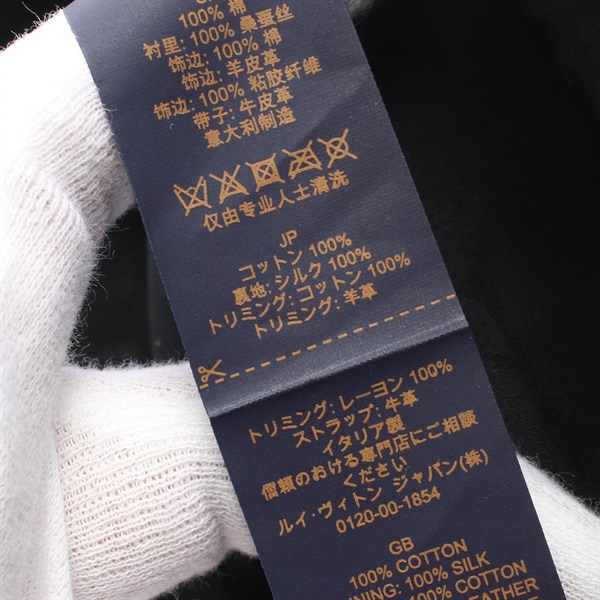 100% 棉
衬里: 100% 桑蚕丝
饰边: 100% 棉
饰边: 羊皮革
饰边: 100% 粘胶纤维
带子: 牛皮革
意大利制造
仅由专业人士清洗
JP
コットン 100%
裏地: シルク 100%
トリミング: コットン 100%
トリミング: 羊革
トリミング: レーヨン 100%
ストラップ: 牛革
イタリア製
信頼のおける専門店にご相談
ください
ルイ・ヴィトン ジャパン(株)
0120-00-1854
GB
100% COTTON
100% SILK
100% COTTON